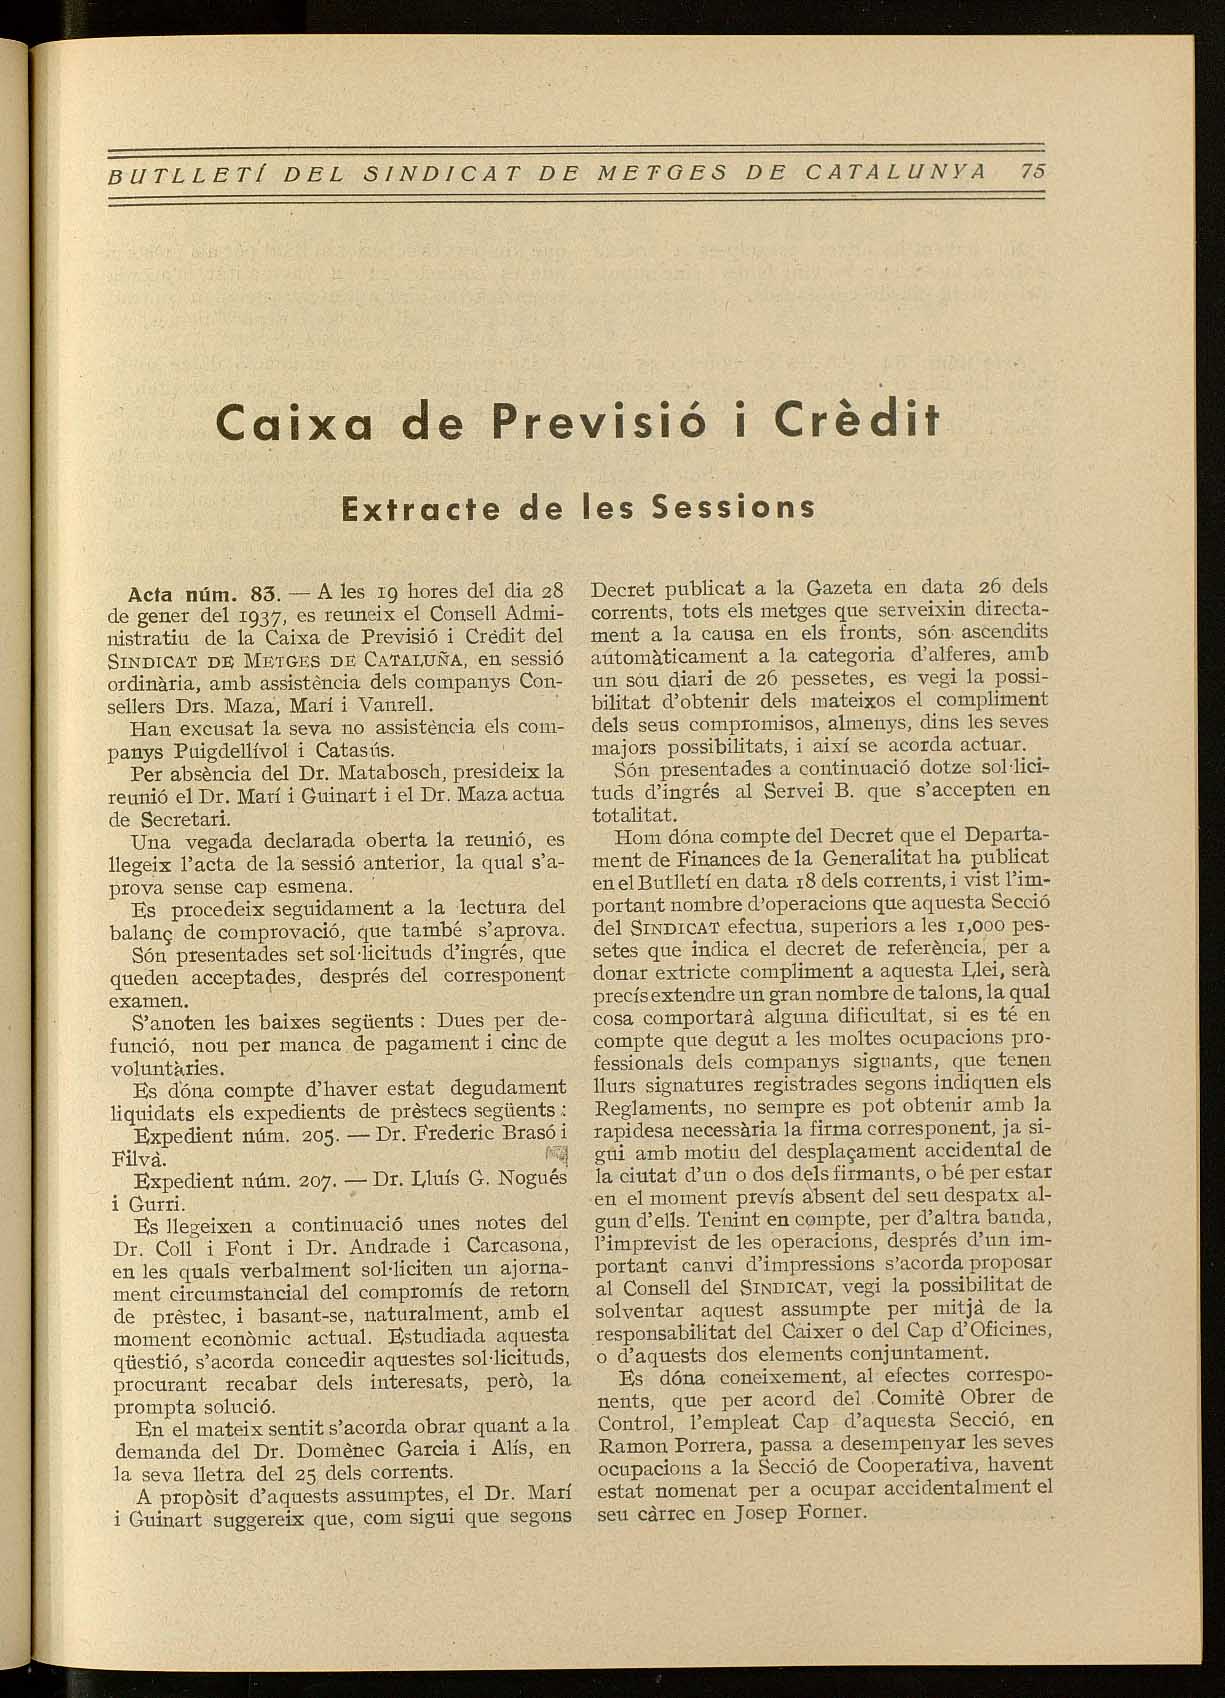 BUTLLETÍ DEL SINDICAT DE METGES DE CATALUNYA 75
Caixa de Previsió i Crèdit
Extracte de les Sessions
Acta núm. 83. — A les 19 hores del dia 28
de gener del 1937, es reuneix el Consell Admi-
nistratiu de la Caixa de Previsió i Crèdit del
SINDICAT DE METGES DE CATALUÑA, en sessió
ordinària, amb assistència dels companys Con-
sellers Drs. Maza, Marí i Vanrell.
Han excusat la seva no assistència els com-
panys Puigdellívol i Catasús.
Per absència del Dr. Matabosch, presideix la
reunió el Dr. Marí i Guinart i el Dr. Maza actua
de Secretari.
Una vegada declarada oberta la reunió, es
llegeix l'acta de la sessió anterior, la qual s'a-
prova sense cap esmena.
Es procedeix seguidament a la lectura del
balanç de comprovació, que també s'aprova.
Són presentades set sol·licituds d'ingrés, que
queden acceptades, després del corresponent
examen.
S'anoten les baixes següents : Dues per de-
funció, nou per manca de pagament i cinc de
voluntàries.
Es dóna compte d'haver estat degudament
liquidats els expedients de prèstecs següents :
Expedient núm. 205. — Dr. Frederic Brasó i
Filvà.
Expedient núm. 207. — Dr. Lluís G. Nogués
i Gurri.
Es llegeixen a continuació unes notes del
Dr. Coll i Font i Dr. Andrade i Carcasona,
en les quals verbalment sol·liciten un ajorna-
ment circumstancial del compromís de retorn
de prèstec, i basant-se, naturalment, amb el
moment econòmic actual. Estudiada aquesta
qüestió, s'acorda concedir aquestes sol·licituds,
procurant recabar dels interesats, però, la
prompta solució.
En el mateix sentit s'acorda obrar quant a la
demanda del Dr. Domènec Garcia i Alís, en
la seva lletra del 25 dels corrents.
A propòsit d'aquests assumptes, el Dr. Marí
i Guinart suggereix que, com sigui que segons
Decret publicat a la Gazeta en data 26 dels
corrents, tots els metges que serveixin directa-
ment a la causa en els fronts, són ascendits
automàticament a la categoria d'alferes, amb
un sou diari de 26 pessetes, es vegi la possi-
bilitat d'obtenir dels mateixos el compliment
dels seus compromisos, almenys, dins les seves
majors possibilitats, i així se acorda actuar.
Són presentades a continuació dotze sol·lici-
tuds d'ingrés al Servei B. que s'accepten en
totalitat.
Hom dóna compte del Decret que el Departa-
ment de Finances de la Generalitat ha publicat
en el Butlletí en data 18 dels corrents, i vist l'im-
portant nombre d'operacions que aquesta Secció
del SINDICAT efectua, superiors a les 1,000 pes-
setes que indica el decret de referència, per a
donar extricte compliment a aquesta Llei, serà
precís extendre un gran nombre de talons, la qual
cosa comportarà alguna dificultat, si es té en
compte que degut a les moltes ocupacions pro-
fessionals dels companys signants, que tenen
llurs signatures registrades segons indiquen els
Reglaments, no sempre es pot obtenir amb la
rapidesa necessària la firma corresponent, ja si-
gui amb motiu del desplaçament accidental de
la ciutat d'un o dos dels firmants, o bé per estar
en el moment prevís absent del seu despatx al-
gun d'ells. Tenint en compte, per d'altra banda,
l'imprevist de les operacions, després d'un im-
portant canvi d'impressions s'acorda proposar
al Consell del SINDICAT, vegi la possibilitat de
solventar aquest assumpte per mitjà de la
responsabilitat del Caixer o del Cap d'Oficines,
o d'aquests dos elements conjuntament.
Es dóna coneixement, al efectes correspo-
nents, que per acord del Comitè Obrer de
Control, l'empleat Cap d'aquesta Secció, en
Ramon Porrera, passa a desempenyar les seves
ocupacions a la Secció de Cooperativa, havent
estat nomenat per a ocupar accidentalment el
seu càrrec en Josep Forner.